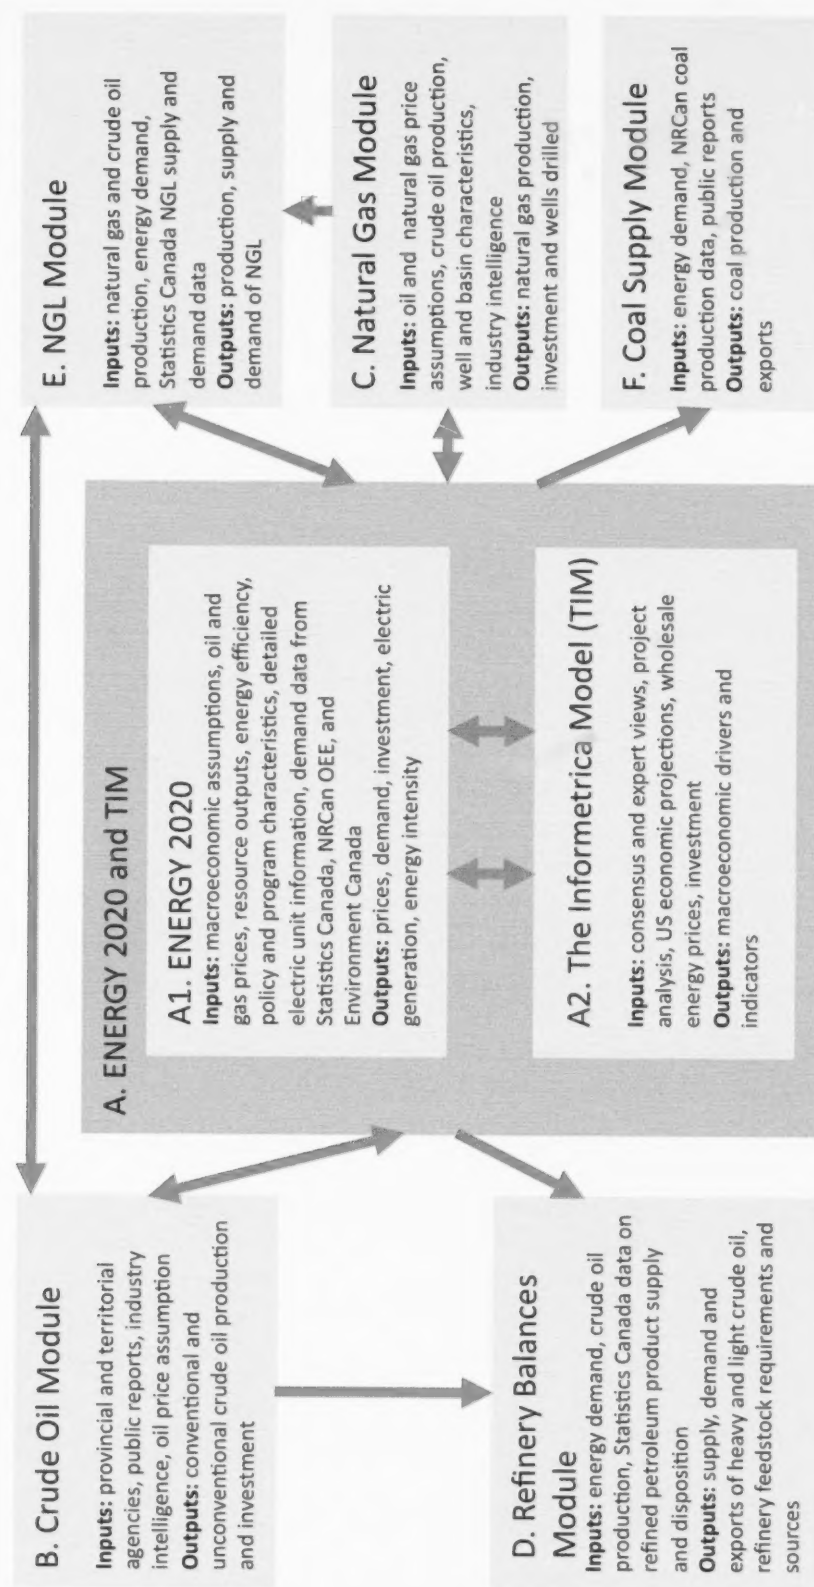 A. ENERGY 2020 and TIM
A1. ENERGY 2020
Inputs: macroeconomic assumptions, oil and
gas prices, resource outputs, energy efficiency,
policy and program characteristics, detailed
electric unit information, demand data from
Statistics Canada, NRCan OEE, and
Environment Canada
Outputs: prices, demand, investment, electric
generation, energy intensity
A2. The Informetrica Model (TIM)
Inputs: consensus and expert views, project
analysis, US economic projections, wholesale
energy prices, investment
Outputs: macroeconomic drivers and
indicators
B. Crude Oil Module
Inputs: provincial and territorial
agencies, public reports, industry
intelligence, oil price assumption
Outputs: conventional and
unconventional crude oil production
and investment
C. Natural Gas Module
Inputs: oil and natural gas price
assumptions, crude oil production,
well and basin characteristics,
industry intelligence
Outputs: natural gas production,
investment and wells drilled
D. Refinery Balances
Module
Inputs: energy demand, crude oil
production, Statistics Canada data on
refined petroleum product supply
and disposition
Outputs: supply, demand and
exports of heavy and light crude oil,
refinery feedstock requirements and
sources
E. NGL Module
Inputs: natural gas and crude oil
production, energy demand,
Statistics Canada NGL supply and
demand data
Outputs: production, supply and
demand of NGL
F. Coal Supply Module
Inputs: energy demand, NRCan coal
production data, public reports
Outputs: coal production and
exports